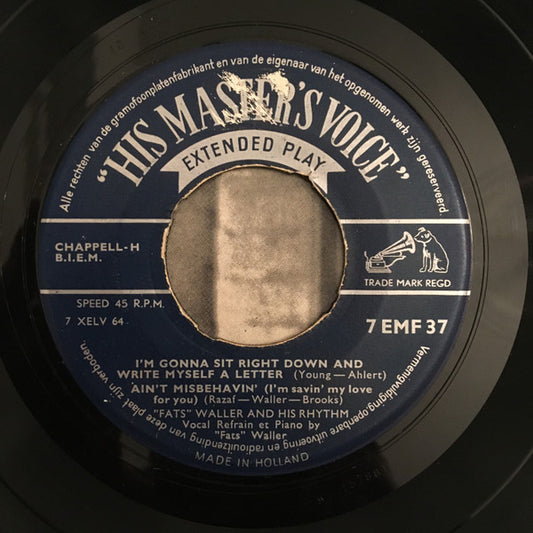 Alle rechten van de gramofoonplatenfabrikant en van de eigenaar van het opgenomen werk zijn gereserveerd.
"HIS MASTER'S VOICE"
EXTENDED PLAY
CHAPPELL-H
B.I.E.M.
TRADE MARK REGD
SPEED 45 R.P.M.
7 XELV 64
7 EMF 37
I'M GONNA SIT RIGHT DOWN AND
WRITE MYSELF A LETTER (Young—Ahlert)
AIN'T MISBEHAVIN' (I'm savin' my love
for you) (Razaf—Waller—Brooks)
"FATS" WALLER AND HIS RHYTHM
Vocal Refrain et Piano by
"Fats" Waller
Vermenigvuldiging openbare uitvoering en radiouitzending van deze plaat zijn verboden.
MADE IN HOLLAND